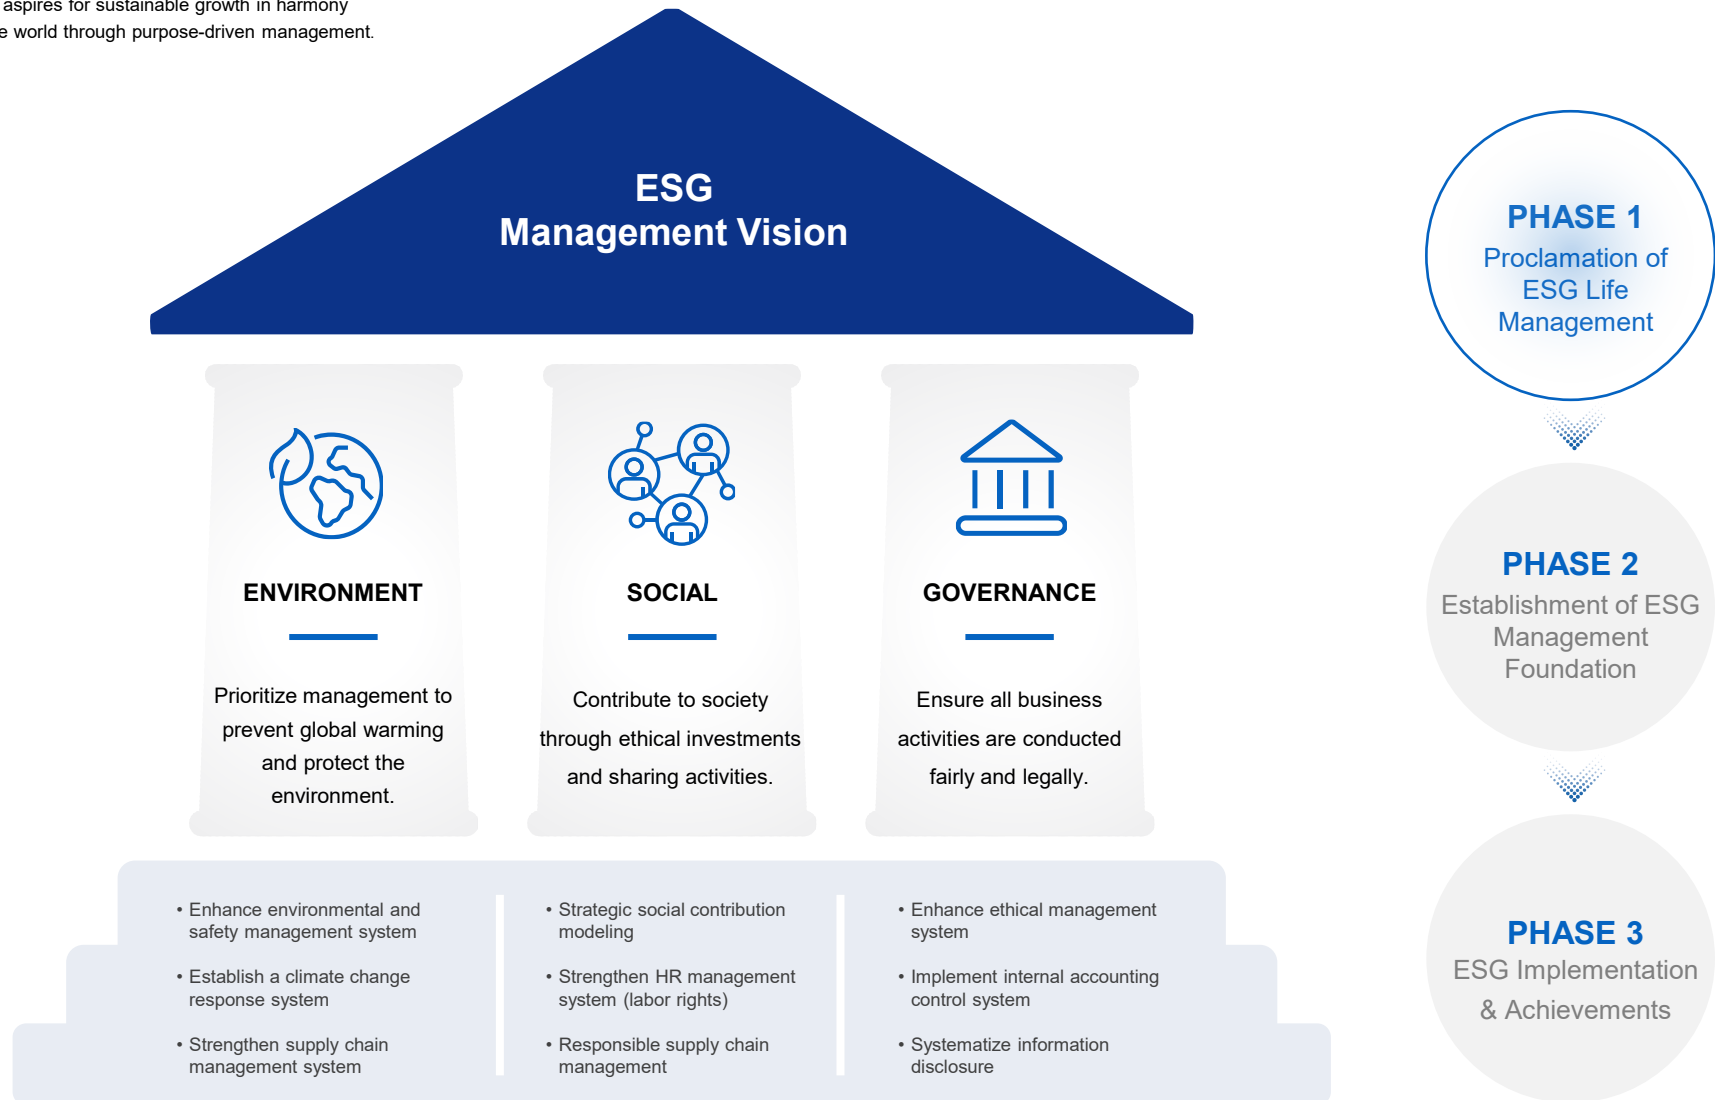 aspires for sustainable growth in harmony
world through purpose-driven management.
ESG
Management Vision
ENVIRONMENT
Prioritize management to
prevent global warming
and protect the
environment.
SOCIAL
Contribute to society
through ethical investments
and sharing activities.
GOVERNANCE
Ensure all business
activities are conducted
fairly and legally.
• Enhance environmental and
safety management system
• Establish a climate change
response system
• Strengthen supply chain
management system
• Strategic social contribution
modeling
• Strengthen HR management
system (labor rights)
• Responsible supply chain
management
• Enhance ethical management
system
• Implement internal accounting
control system
• Systematize information
disclosure
PHASE 1
Proclamation of
ESG Life
Management
PHASE 2
Establishment of ESG
Management
Foundation
PHASE 3
ESG Implementation
& Achievements